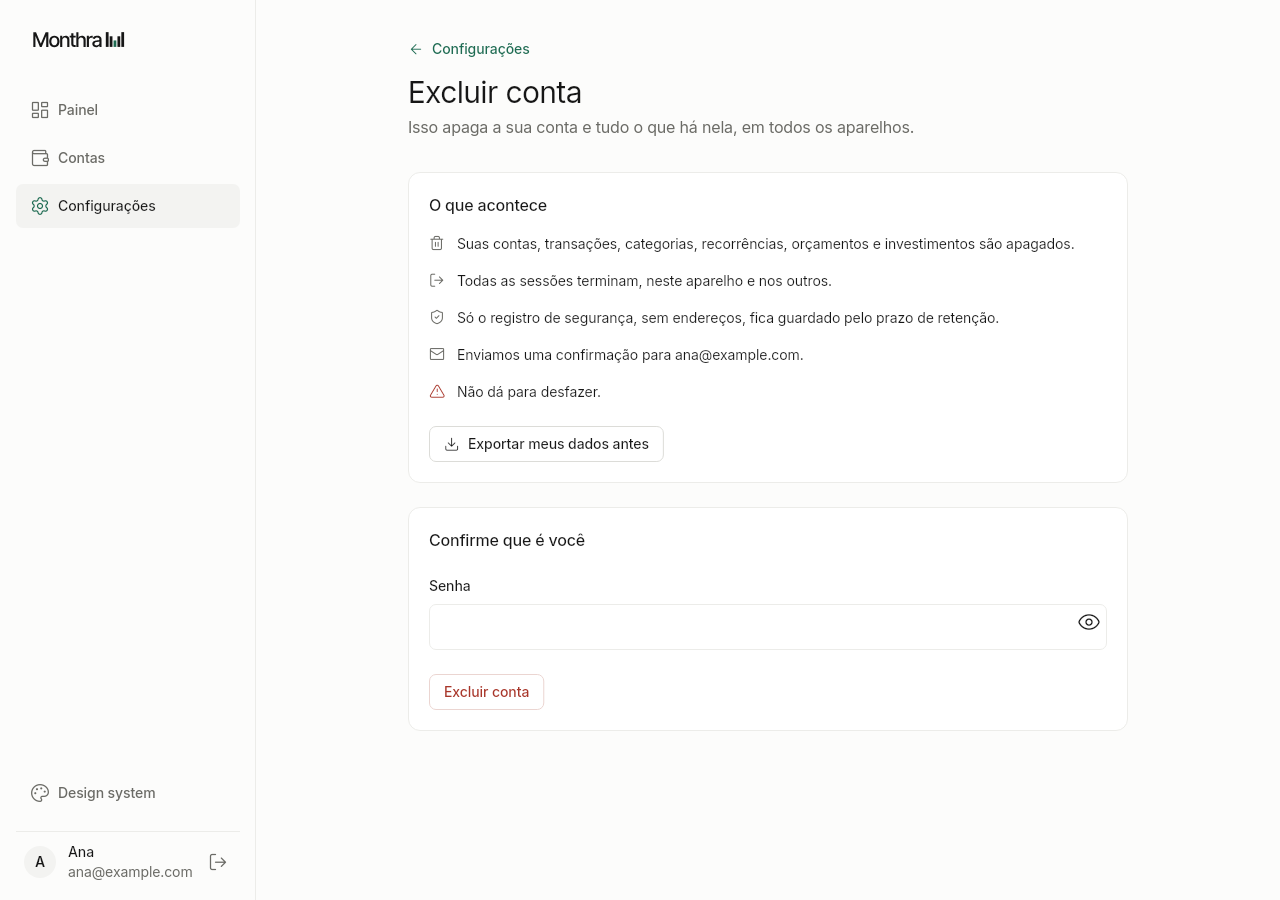 Monthra
Painel
Contas
Configurações
Design system
A
Ana
ana@example.com
Configurações
Excluir conta
Isso apaga a sua conta e tudo o que há nela, em todos os aparelhos.
O que acontece
Suas contas, transações, categorias, recorrências, orçamentos e investimentos são apagados.
Todas as sessões terminam, neste aparelho e nos outros.
Só o registro de segurança, sem endereços, fica guardado pelo prazo de retenção.
Enviamos uma confirmação para ana@example.com.
Não dá para desfazer.
Exportar meus dados antes
Confirme que é você
Senha
Excluir conta